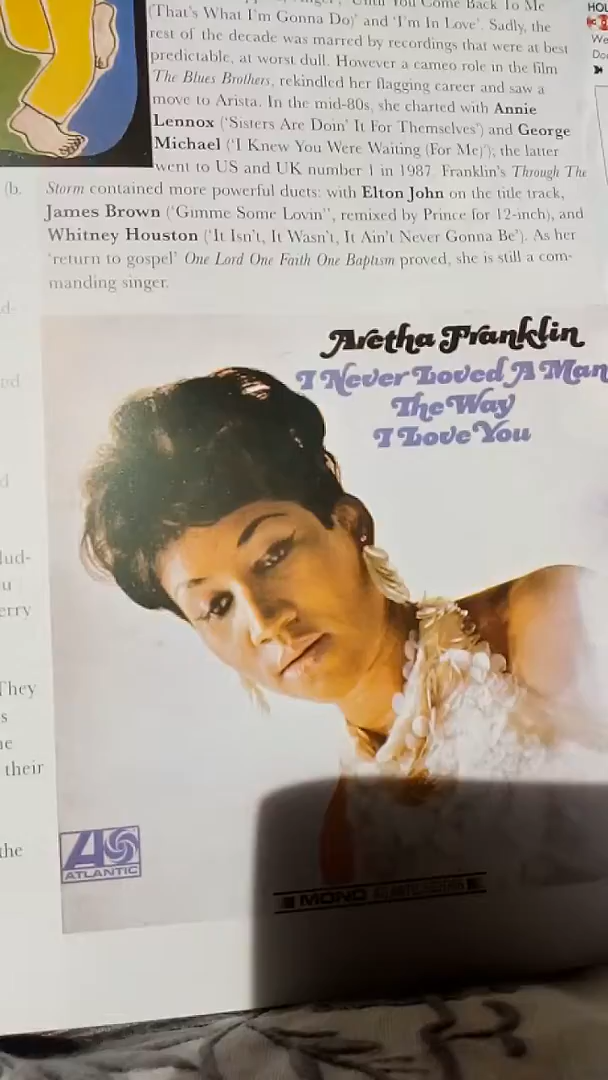 Until You Come Back To Me
(That's What I'm Gonna Do)' and 'I'm In Love'. Sadly, the
rest of the decade was marred by recordings that were at best
predictable, at worst dull. However a cameo role in the film
The Blues Brothers, rekindled her flagging career and saw a
move to Arista. In the mid-80s, she charted with Annie
Lennox ('Sisters Are Doin' It For Themselves') and George
Michael ('I Knew You Were Waiting (For Me)'); the latter
went to US and UK number 1 in 1987. Franklin's Through The
(b.
Storm contained more powerful duets: with Elton John on the title track,
James Brown ('Gimme Some Lovin'', remixed by Prince for 12-inch), and
Whitney Houston ('It Isn't, It Wasn't, It Ain't Never Gonna Be'). As her
'return to gospel' One Lord One Faith One Baptism proved, she is still a com-
manding singer.
HOU
We
Aretha Franklin
I Never Loved A Man
The Way
I Love You
lud-
u
erry
They
s
their
the
ATLANTIC
MONO